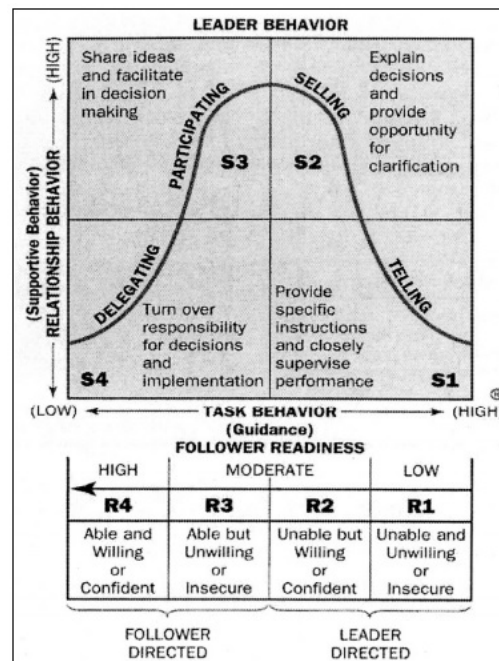 LEADER BEHAVIOR
(HIGH)
(Supportive Behavior)
RELATIONSHIP BEHAVIOR
Share ideas
and facilitate
in decision
making
PARTICIPATING
S3
SELLING
S2
Explain
decisions
and
provide
opportunity
for
clarification
DELEGATING
Turn over
responsibility
for decisions
and
implementation
S4
Provide
specific
instructions
and closely
supervise
performance
TELLING
S1
®
(LOW) TASK BEHAVIOR (HIGH)
(Guidance)
FOLLOWER READINESS
HIGH MODERATE LOW
R4 R3 R2 R1
Able and Able but Unable but Unable and
Willing Unwilling Willing Unwilling
or or or or
Confident Insecure Confident Insecure
FOLLOWER LEADER
DIRECTED DIRECTED